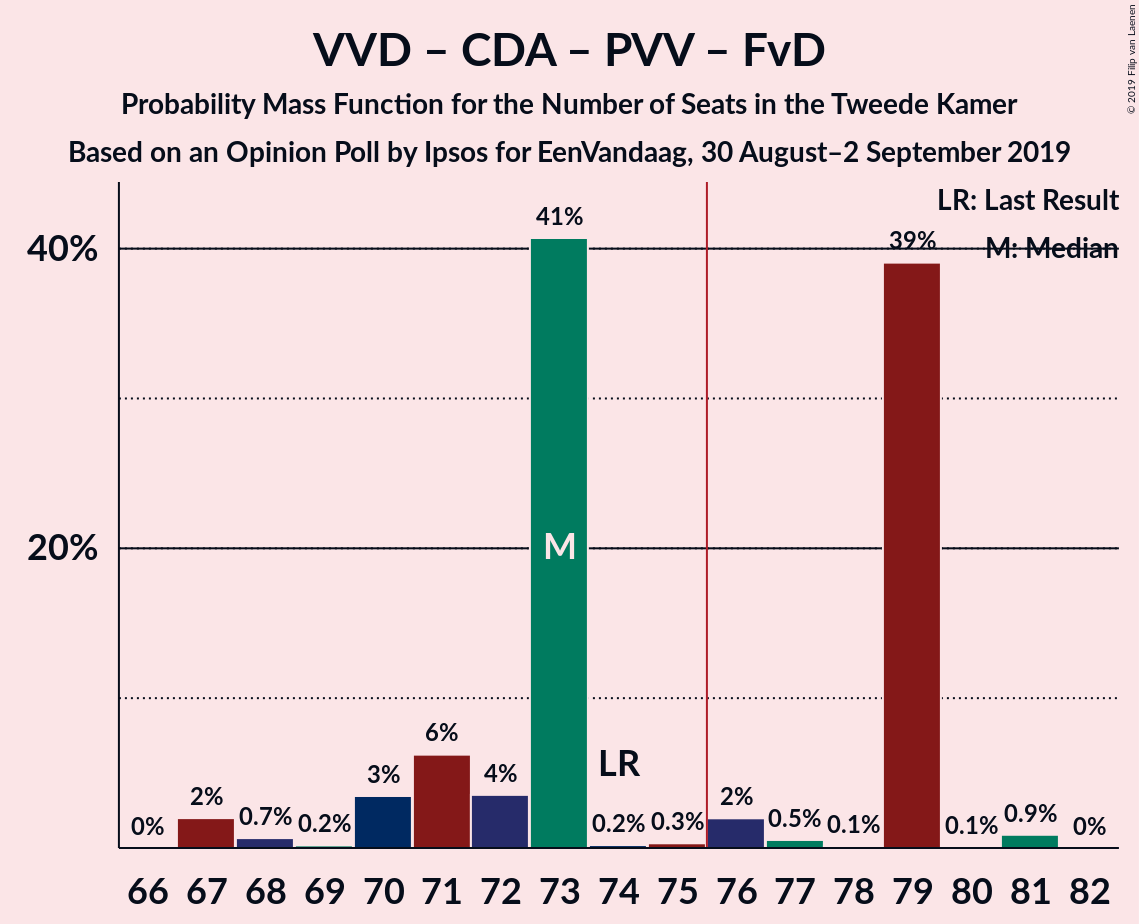 VVD – CDA – PVV – FvD
Probability Mass Function for the Number of Seats in the Tweede Kamer
Based on an Opinion Poll by Ipsos for EenVandaag, 30 August–2 September 2019
© 2019 Filip van Laenen
LR: Last Result
M: Median
40%
20%
0% 2% 0.7% 0.2% 3% 6% 4% 41% 0.2% 0.3% 2% 0.5% 0.1% 39% 0.1% 0.9% 0%
M
LR
66 67 68 69 70 71 72 73 74 75 76 77 78 79 80 81 82